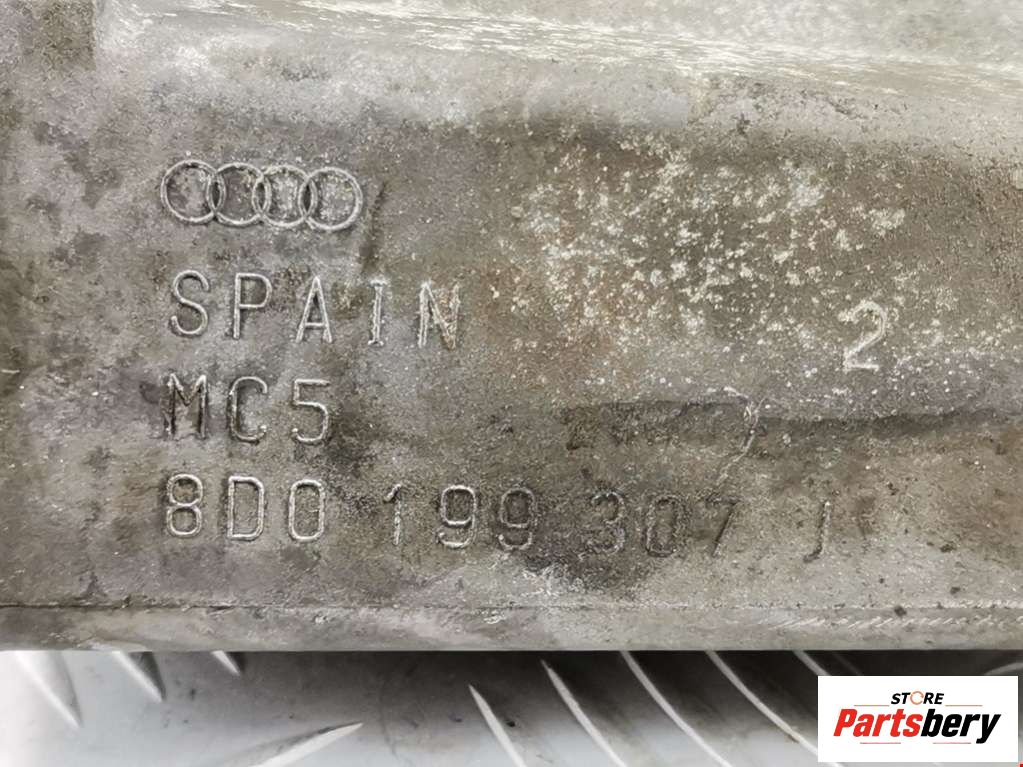 SPAIN
2
MC5
8D0 199 307 J
STORE
Partsbery